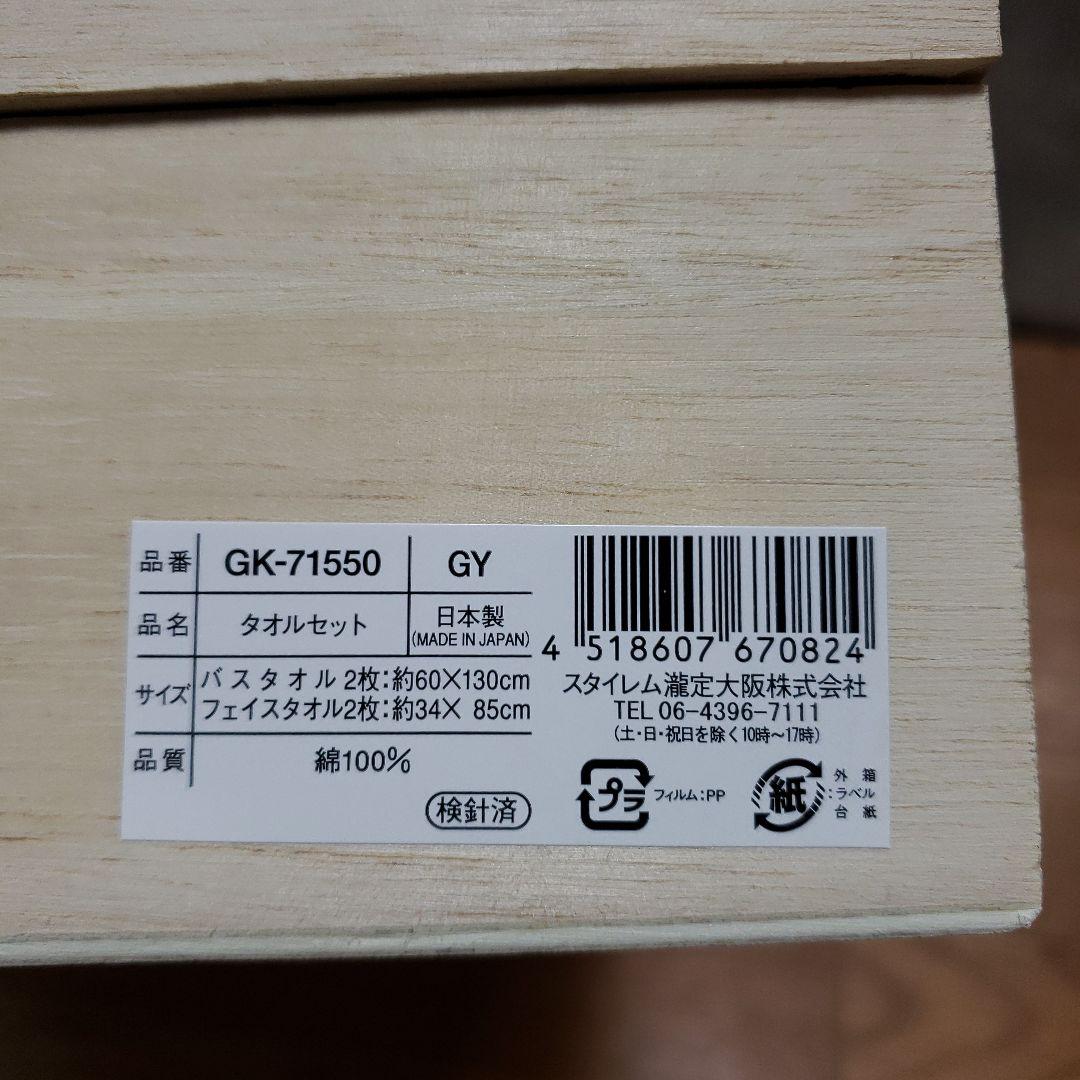 品番 GK-71550 GY
品名 タオルセット 日本製
(MADE IN JAPAN)
サイズ バスタオル 2枚:約60×130cm
フェイスタオル2枚:約34× 85cm
品質 綿100%
検針済
4 518607 670824
スタイレム瀧定大阪株式会社
TEL 06-4396-7111
(土・日・祝日を除く10時〜17時)
プラ フィルム:PP
紙 外箱
:ラベル
台紙